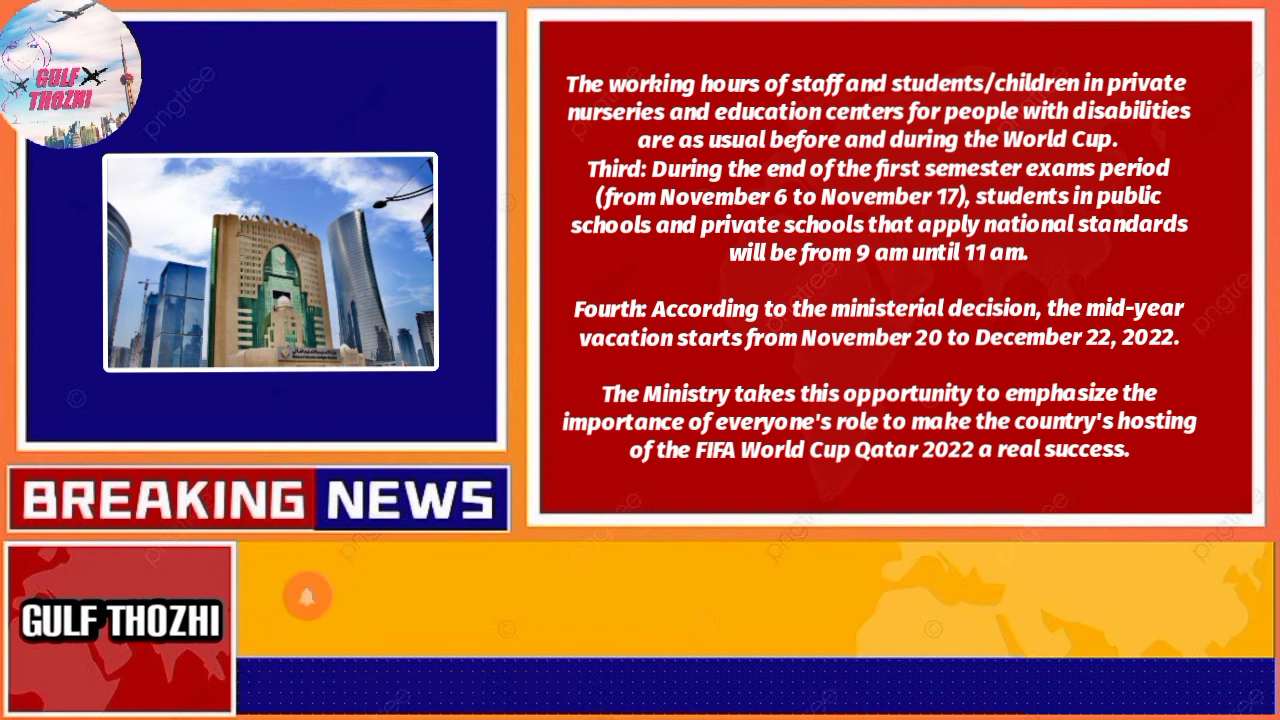 GULF
THOZHI
The working hours of staff and students/children in private
nurseries and education centers for people with disabilities
are as usual before and during the World Cup.
Third: During the end of the first semester exams period
(from November 6 to November 17), students in public
schools and private schools that apply national standards
will be from 9 am until 11 am.
Fourth: According to the ministerial decision, the mid-year
vacation starts from November 20 to December 22, 2022.
The Ministry takes this opportunity to emphasize the
importance of everyone's role to make the country's hosting
of the FIFA World Cup Qatar 2022 a real success.
BREAKING NEWS
GULF THOZHI
pngtree